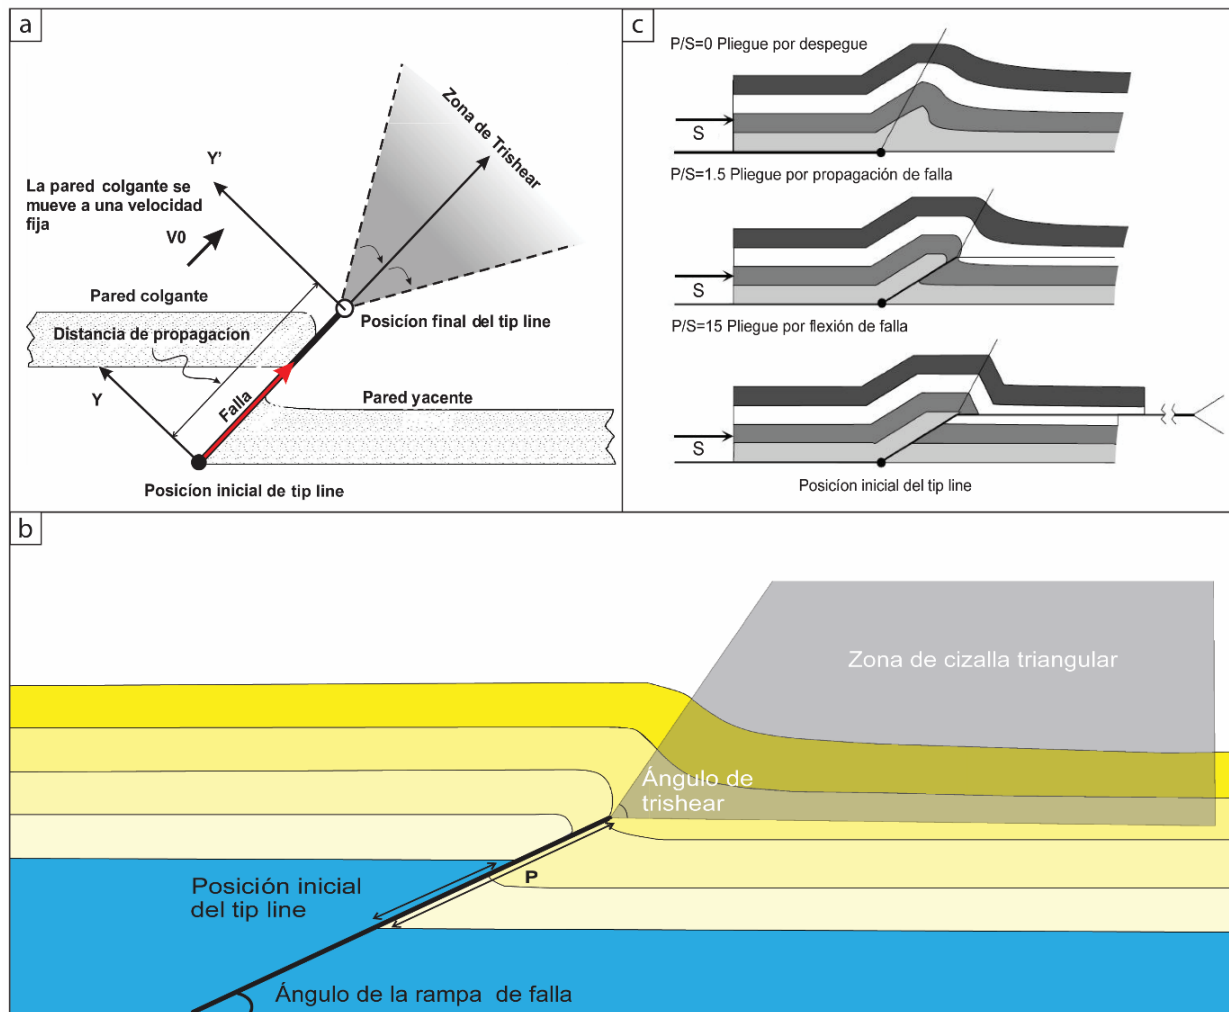 a
Y'
Zona de Trishear
La pared colgante se
mueve a una velocidad
fija
V0
Pared colgante
Posicíon final del tip line
Distancia de propagacíon
Y
Falla
Pared yacente
Posicíon inicial de tip line
c
P/S=0 Pliegue por despegue
S
P/S=1.5 Pliegue por propagación de falla
S
P/S=15 Pliegue por flexión de falla
S
Posicíon inicial del tip line
b
Zona de cizalla triangular
Ángulo de
trishear
P
Posición inicial
del tip line
Ángulo de la rampa de falla